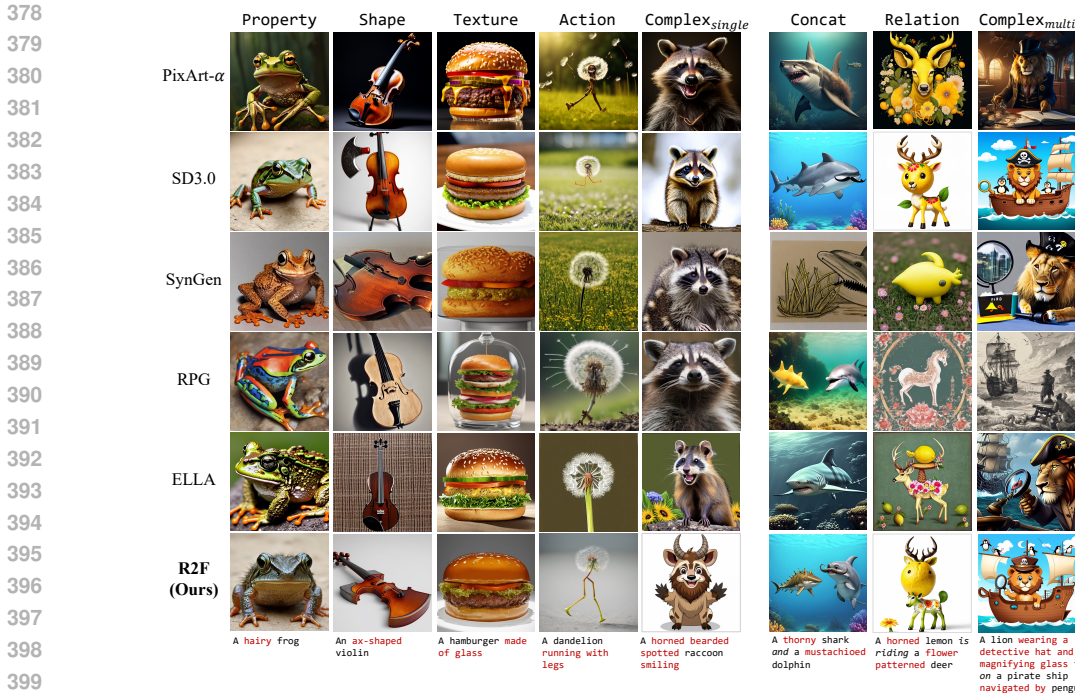 378
379
380
381
382
383
384
385
386
387
388
389
390
391
392
393
394
395
396
397
398
399
Property Shape Texture Action Complex_single Concat Relation Complex_multi
PixArt-α
SD3.0
SynGen
RPG
ELLA
R2F
(Ours)
A hairy frog
An ax-shaped
violin
A hamburger made
of glass
A dandelion
running with
legs
A horned bearded
spotted raccoon
smiling
A thorny shark
and a mustachioed
dolphin
A horned lemon is
riding a flower
patterned deer
A lion wearing a
detective hat and
magnifying glass
on a pirate ship
navigated by